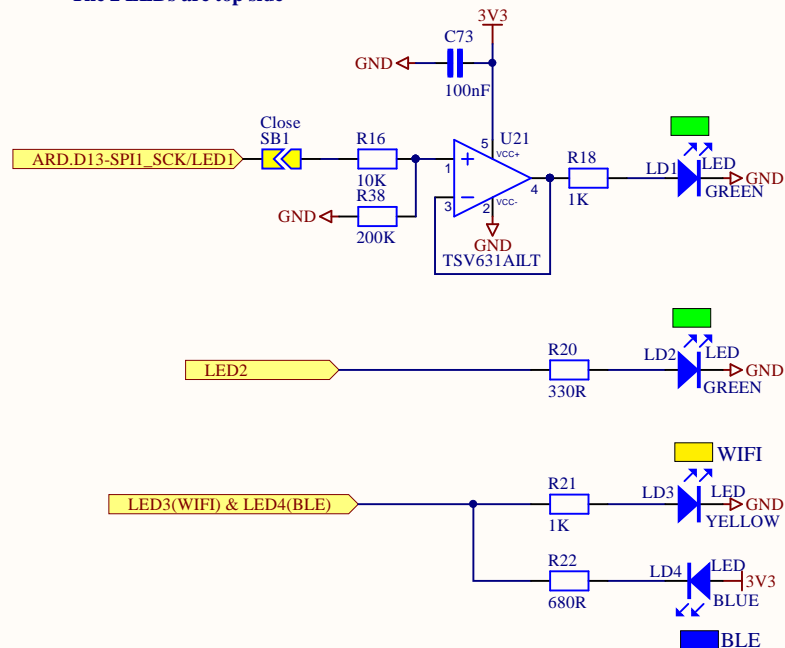 3V3
C73
GND
100nF
Close
SB1
ARD.D13-SPI1_SCK/LED1
R16
10K
R38
GND
200K
5
U21
VCC+
1
3
4
VCC-
2
GND
TSV631AILT
R18
1K
LD1
LED
GND
GREEN
LED2
R20
330R
LD2
LED
GND
GREEN
WIFI
LED3(WIFI) & LED4(BLE)
R21
1K
LD3
LED
GND
YELLOW
R22
680R
LD4
LED
3V3
BLUE
BLE